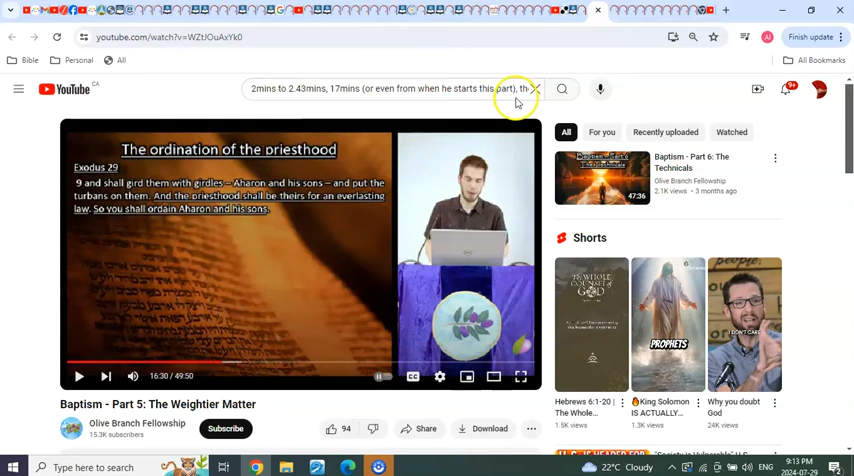 Finish update
youtube.com/watch?v=WZtJOuAxYk0
AI
Bible
Personal
All
All Bookmarks
YouTube CA
2mins to 2.43mins, 17mins (or even from when he starts this part), th
9+
The ordination of the priesthood
Exodus 29
9 and shall gird them with girdles – Aharon and his sons – and put the
turbans on them. And the priesthood shall be theirs for an everlasting
law. So you shall ordain Aharon and his sons.
16:30 / 49:50
CC
Baptism - Part 5: The Weightier Matter
Olive Branch Fellowship
15.3K subscribers
Subscribe
94
Share
Download
All
For you
Recently uploaded
Watched
47:36
Baptism - Part 6: The
Technicals
Olive Branch Fellowship
2.1K views • 3 months ago
Shorts
THE WHOLE
COUNSEL OF
GOD
PROPHETS
I DON'T CARE
Hebrews 6:1-20 |
The Whole...
1.5K views
King Solomon
IS ACTUALLY...
1.3K views
Why you doubt
God
24K views
Type here to search
22°C Cloudy
9:13 PM
2024-07-29